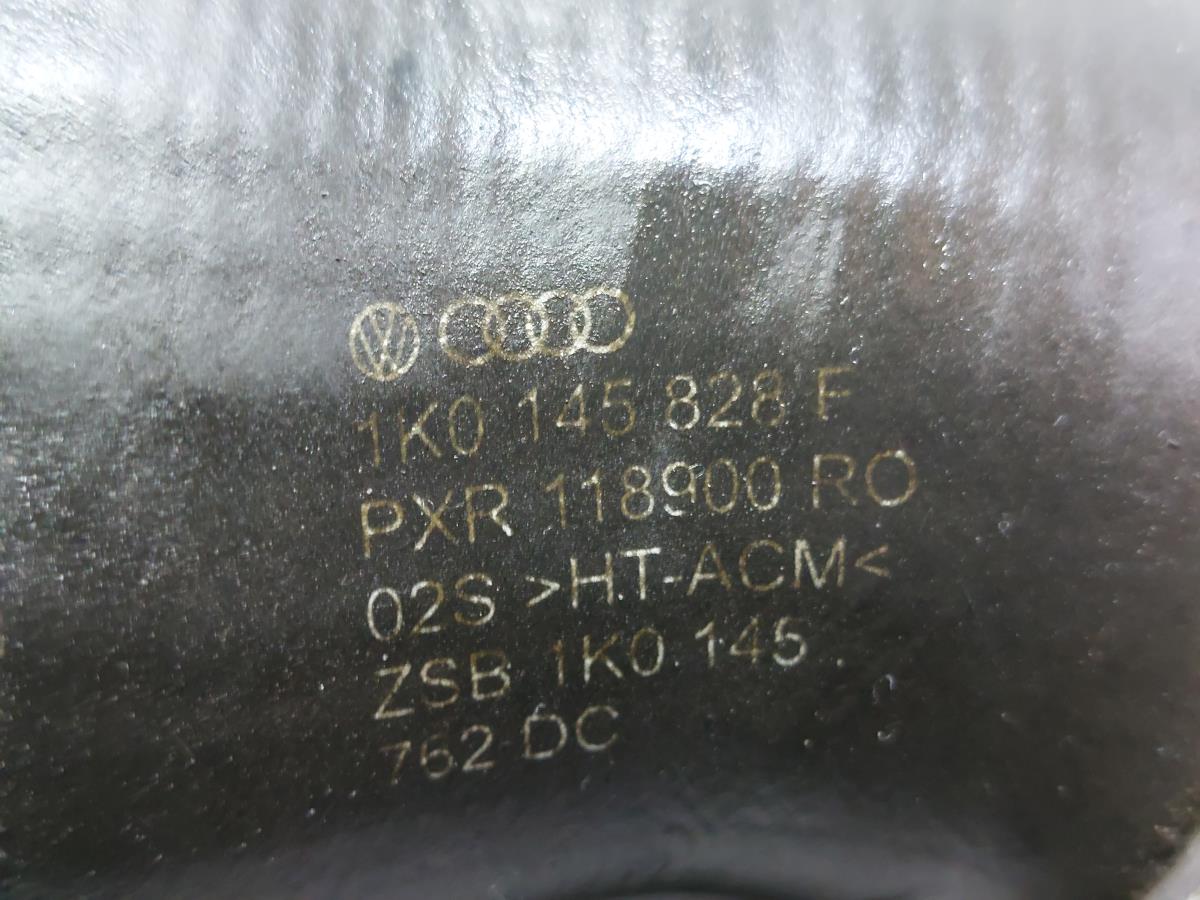 1K0 145 828 F
PXR 118900 RO
02S >HT-ACM<
ZSB 1K0 145
762 DC